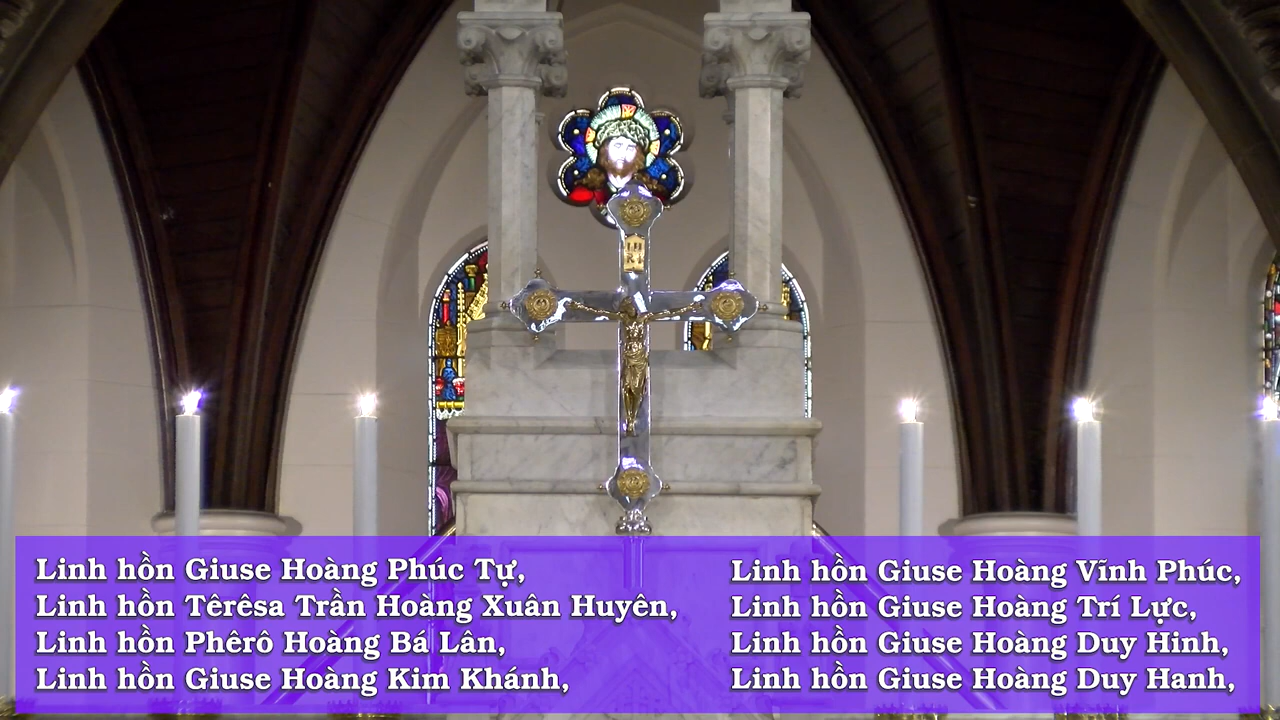 INRI
Linh hồn Giuse Hoàng Phúc Tự,
Linh hồn Têrêsa Trần Hoàng Xuân Huyên,
Linh hồn Phêrô Hoàng Bá Lân,
Linh hồn Giuse Hoàng Kim Khánh,
Linh hồn Giuse Hoàng Vĩnh Phúc,
Linh hồn Giuse Hoàng Trí Lực,
Linh hồn Giuse Hoàng Duy Hinh,
Linh hồn Giuse Hoàng Duy Hanh,